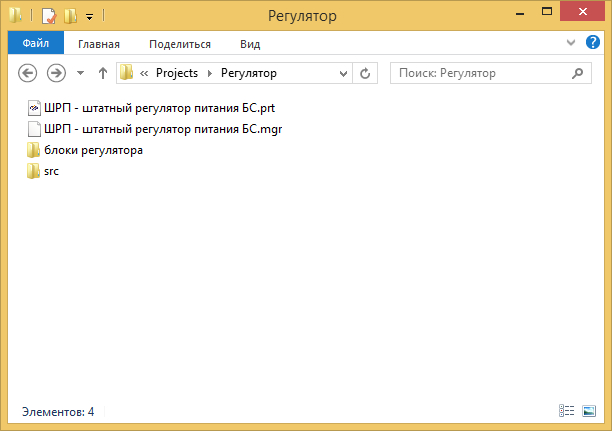 Регулятор
Файл Главная Поделиться Вид
« Projects Регулятор Поиск: Регулятор
ШРП - штатный регулятор питания БС.prt
ШРП - штатный регулятор питания БС.mgr
блоки регулятора
src
Элементов: 4